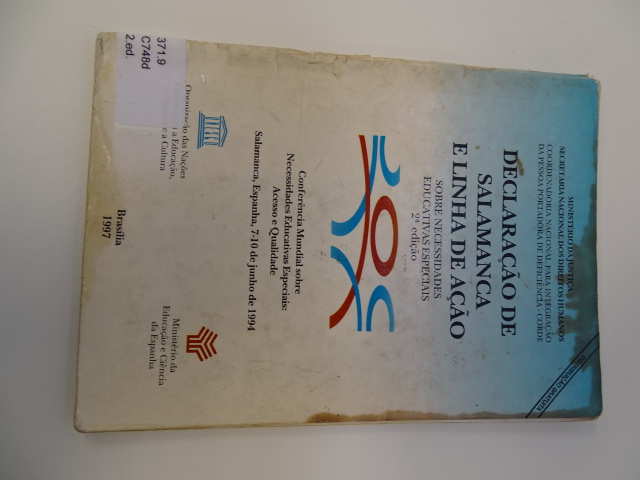 MINISTÉRIO DA JUSTIÇA
SECRETARIA NACIONAL DOS DIREITOS HUMANOS
COORDENADORIA NACIONAL PARA INTEGRAÇÃO
DA PESSOA PORTADORA DE DEFICIÊNCIA - CORDE
DISTRIBUIÇÃO GRATUITA
DECLARAÇÃO DE
SALAMANCA
E LINHA DE AÇÃO
SOBRE NECESSIDADES
EDUCATIVAS ESPECIAIS
2ª edição
Conferência Mundial sobre
Necessidades Educativas Especiais:
Acesso e Qualidade
Salamanca, Espanha, 7-10 de junho de 1994
UNESCO
Organização das Nações
a Educação,
e a Cultura
Ministério da
Educação e Ciência
da Espanha
Brasília
1997
371.9
C748d
2.ed.